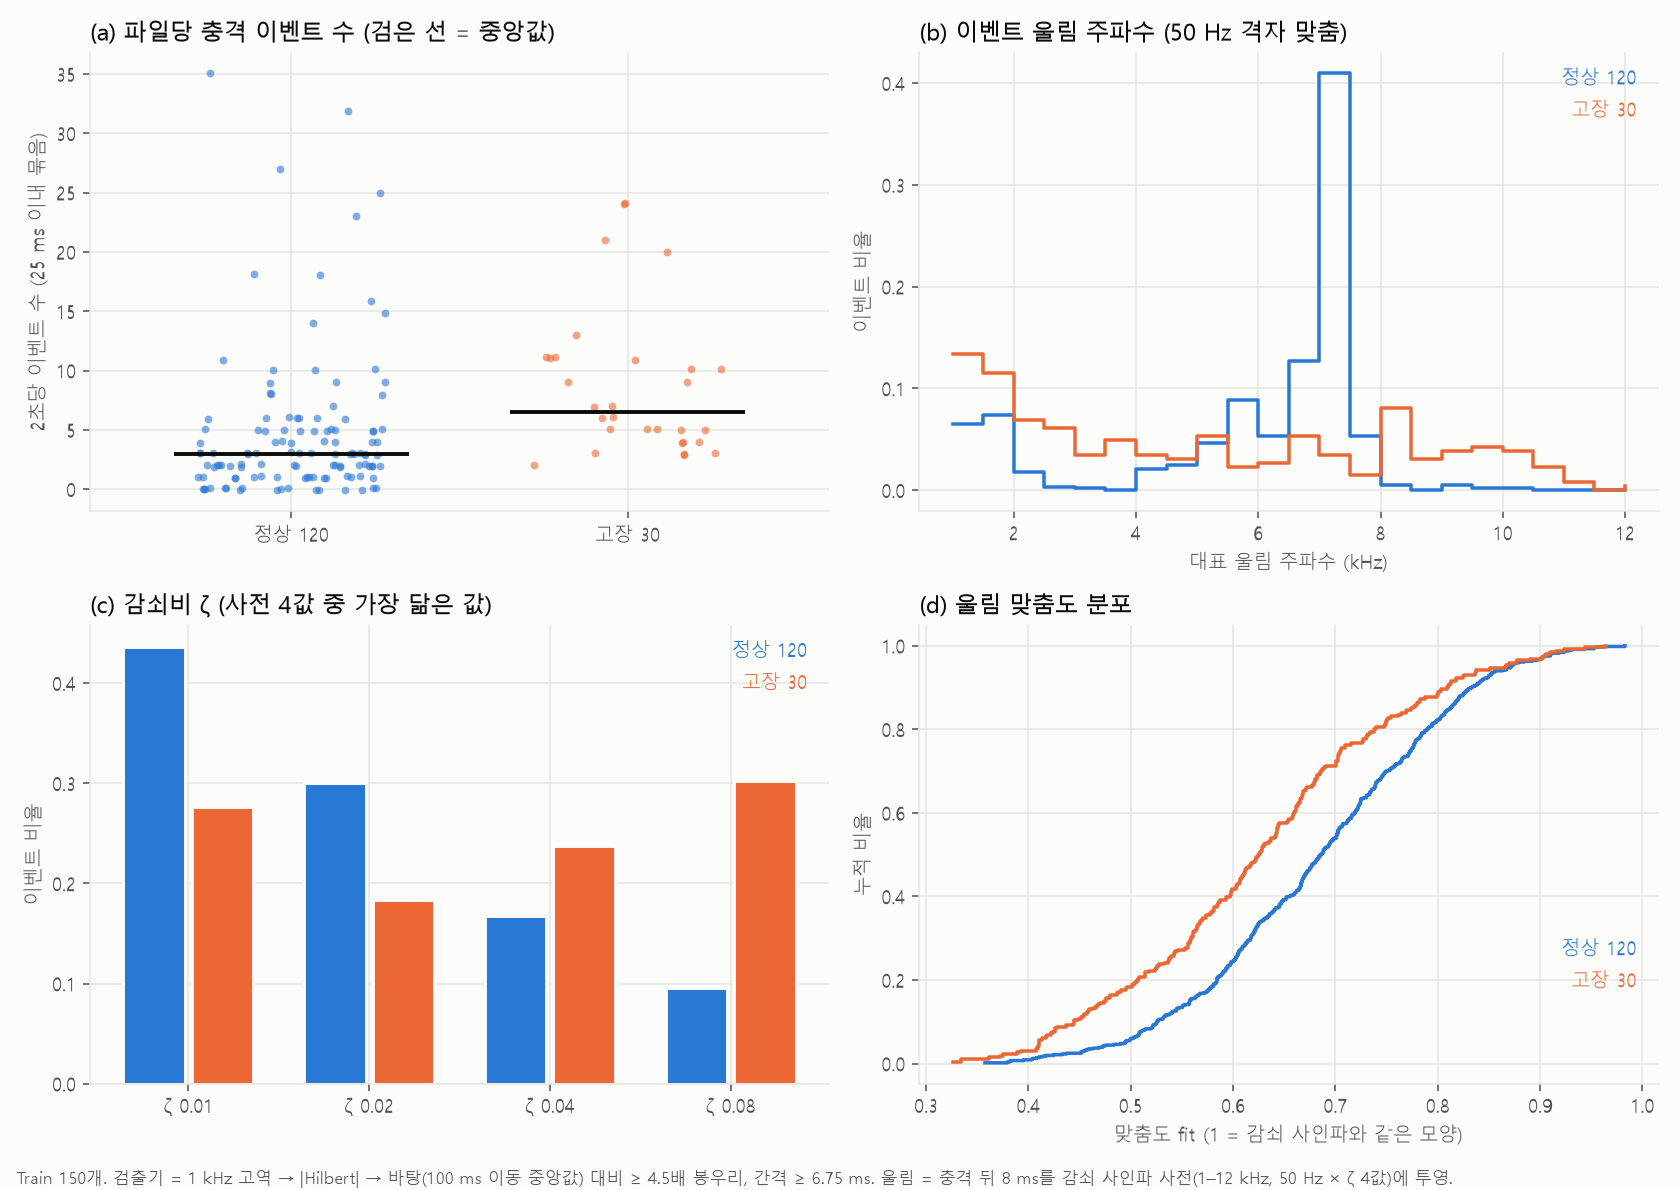 (a) 파일당 충격 이벤트 수 (검은 선 = 중앙값)
2초당 이벤트 수 (25 ms 이내 묶음)
35
30
25
20
15
10
5
0
정상 120
고장 30
(b) 이벤트 울림 주파수 (50 Hz 격자 맞춤)
정상 120
고장 30
이벤트 비율
0.4
0.3
0.2
0.1
0.0
2
4
6
8
10
12
대표 울림 주파수 (kHz)
(c) 감쇠비 ζ (사전 4값 중 가장 닮은 값)
정상 120
고장 30
이벤트 비율
0.4
0.3
0.2
0.1
0.0
ζ 0.01
ζ 0.02
ζ 0.04
ζ 0.08
(d) 울림 맞춤도 분포
누적 비율
1.0
0.8
0.6
0.4
0.2
0.0
정상 120
고장 30
0.3
0.4
0.5
0.6
0.7
0.8
0.9
1.0
맞춤도 fit (1 = 감쇠 사인파와 같은 모양)
Train 150개. 검출기 = 1 kHz 고역 → |Hilbert| → 바탕(100 ms 이동 중앙값) 대비 ≥ 4.5배 봉우리, 간격 ≥ 6.75 ms. 울림 = 충격 뒤 8 ms를 감쇠 사인파 사전(1–12 kHz, 50 Hz × ζ 4값)에 투영.